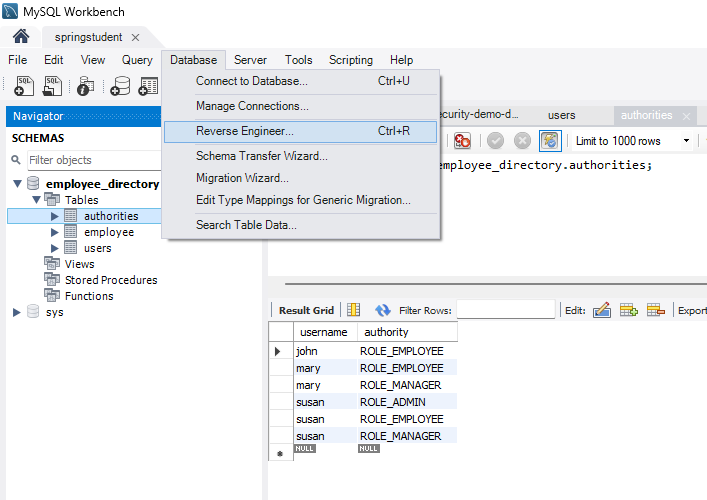 MySQL Workbench
springstudent
File Edit View Query Database Server Tools Scripting Help
SQL SQL
Connect to Database... Ctrl+U
Manage Connections...
Reverse Engineer... Ctrl+R
Schema Transfer Wizard...
Migration Wizard...
Edit Type Mappings for Generic Migration...
Search Table Data...
Navigator
SCHEMAS
Filter objects
employee_directory
Tables
authorities
employee
users
Views
Stored Procedures
Functions
sys
ecurity-demo-d... users authorities
Limit to 1000 rows
employee_directory.authorities;
Result Grid Filter Rows: Edit: Export
username authority
john ROLE_EMPLOYEE
mary ROLE_EMPLOYEE
mary ROLE_MANAGER
susan ROLE_ADMIN
susan ROLE_EMPLOYEE
susan ROLE_MANAGER
NULL NULL